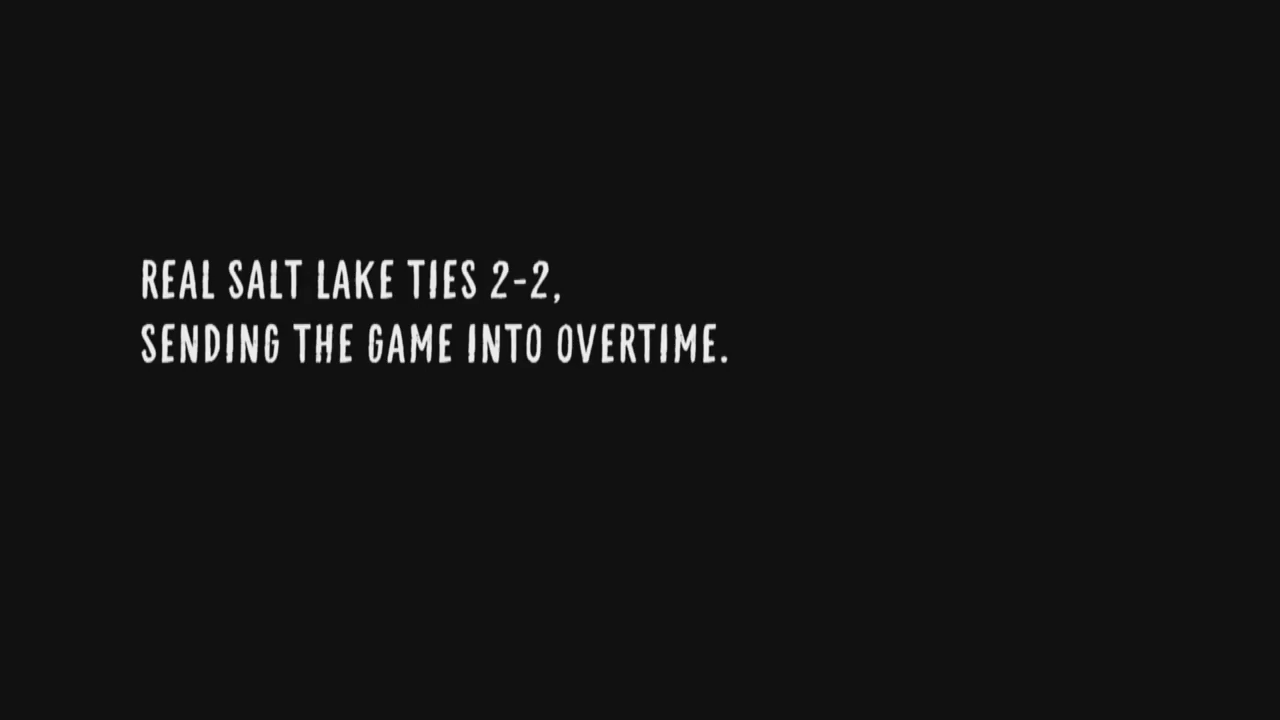 REAL SALT LAKE TIES 2-2,
SENDING THE GAME INTO OVERTIME.